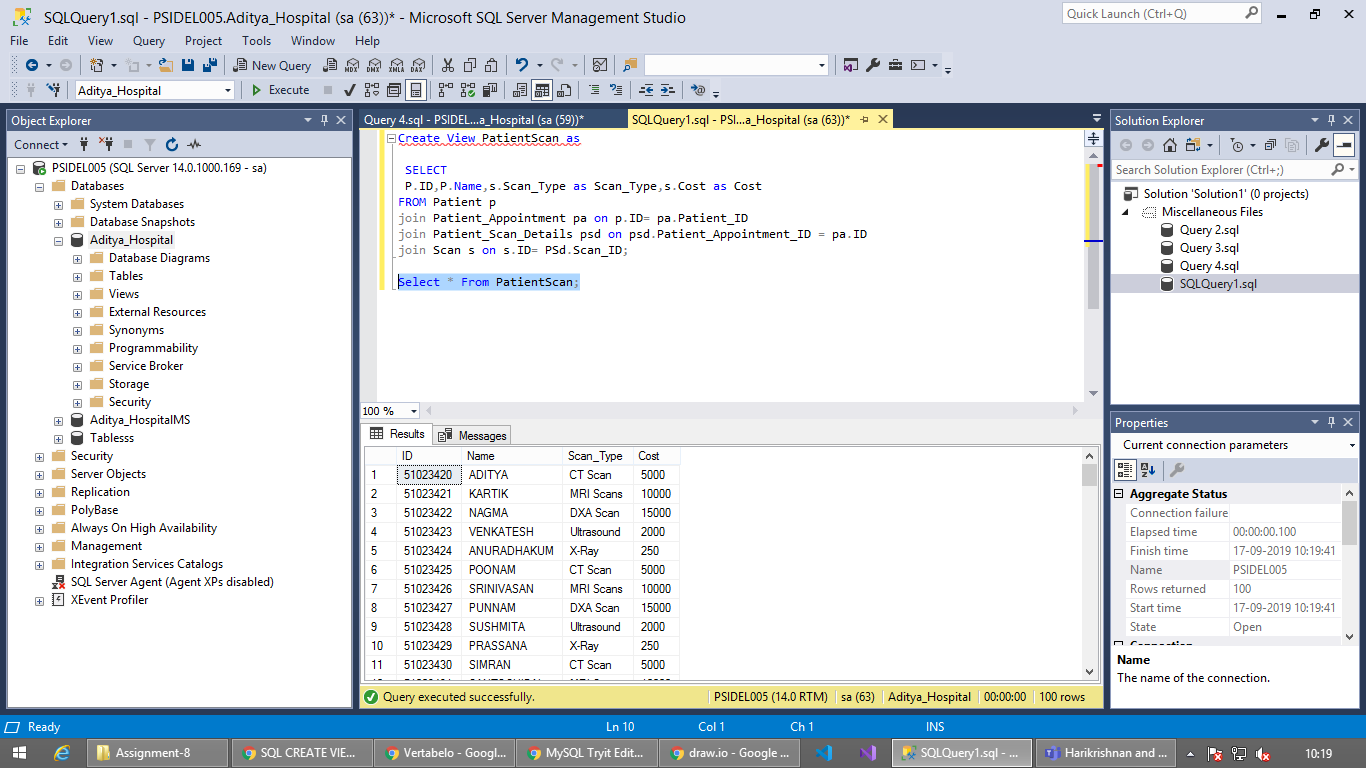 SQLQuery1.sql - PSIDEL005.Aditya_Hospital (sa (63))* - Microsoft SQL Server Management Studio
Quick Launch (Ctrl+Q)
File Edit View Query Project Tools Window Help
New Query
MDX DMX XMLA DAX
Aditya_Hospital
Execute
Object Explorer
Connect
PSIDEL005 (SQL Server 14.0.1000.169 - sa)
Databases
System Databases
Database Snapshots
Aditya_Hospital
Database Diagrams
Tables
Views
External Resources
Synonyms
Programmability
Service Broker
Storage
Security
Aditya_HospitalMS
Tablesss
Security
Server Objects
Replication
PolyBase
Always On High Availability
Management
Integration Services Catalogs
SQL Server Agent (Agent XPs disabled)
XEvent Profiler
Query 4.sql - PSIDEL...a_Hospital (sa (59))*
SQLQuery1.sql - PSI...a_Hospital (sa (63))*
Create View PatientScan as
SELECT
P.ID,P.Name,s.Scan_Type as Scan_Type,s.Cost as Cost
FROM Patient p
join Patient_Appointment pa on p.ID= pa.Patient_ID
join Patient_Scan_Details psd on psd.Patient_Appointment_ID = pa.ID
join Scan s on s.ID= PSd.Scan_ID;
Select * From PatientScan;
100 %
Results Messages
ID Name Scan_Type Cost
1 51023420 ADITYA CT Scan 5000
2 51023421 KARTIK MRI Scans 10000
3 51023422 NAGMA DXA Scan 15000
4 51023423 VENKATESH Ultrasound 2000
5 51023424 ANURADHAKUM X-Ray 250
6 51023425 POONAM CT Scan 5000
7 51023426 SRINIVASAN MRI Scans 10000
8 51023427 PUNNAM DXA Scan 15000
9 51023428 SUSHMITA Ultrasound 2000
10 51023429 PRASSANA X-Ray 250
11 51023430 SIMRAN CT Scan 5000
Query executed successfully.
PSIDEL005 (14.0 RTM) sa (63) Aditya_Hospital 00:00:00 100 rows
Solution Explorer
Search Solution Explorer (Ctrl+;)
Solution 'Solution1' (0 projects)
Miscellaneous Files
Query 2.sql
Query 3.sql
Query 4.sql
SQLQuery1.sql
Properties
Current connection parameters
Aggregate Status
Connection failure
Elapsed time 00:00:00.100
Finish time 17-09-2019 10:19:41
Name PSIDEL005
Rows returned 100
Start time 17-09-2019 10:19:41
State Open
Name
The name of the connection.
Ready Ln 10 Col 1 Ch 1 INS
Assignment-8
SQL CREATE VIE...
Vertabelo - Googl...
MySQL Tryit Edit...
draw.io - Google ...
SQLQuery1.sql - ...
Harikrishnan and ...
10:19